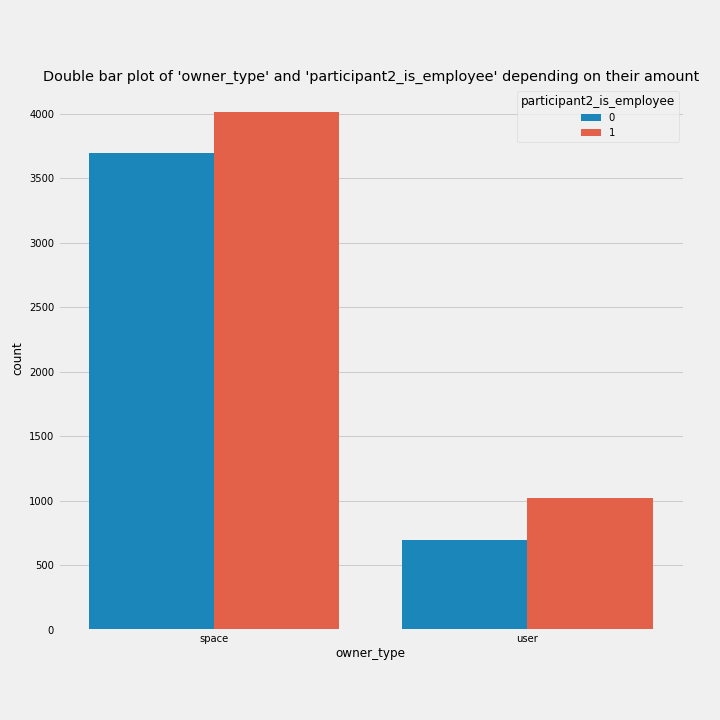 Double bar plot of 'owner_type' and 'participant2_is_employee' depending on their amount
participant2_is_employee
0
1
4000
3500
3000
2500
2000
1500
1000
500
0
count
space
user
owner_type